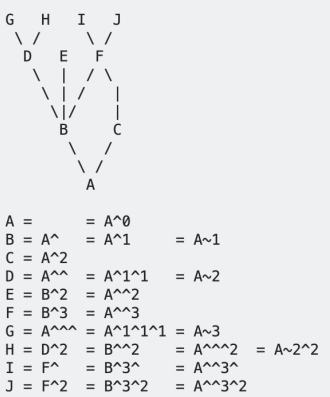 G   H   I   J
 \ /     \ /
  D   E   F
   \  |  / \
    \ | /   |
     \|/    |
      B     C
       \   /
        \ /
         A
A =      = A^0
B = A^   = A^1     = A~1
C = A^2
D = A^^  = A^1^1   = A~2
E = B^2  = A^^2
F = B^3  = A^^3
G = A^^^ = A^1^1^1 = A~3
H = D^2  = B^^2    = A^^^2  = A~2^2
I = F^   = B^3^    = A^^3^
J = F^2  = B^3^2   = A^^3^2